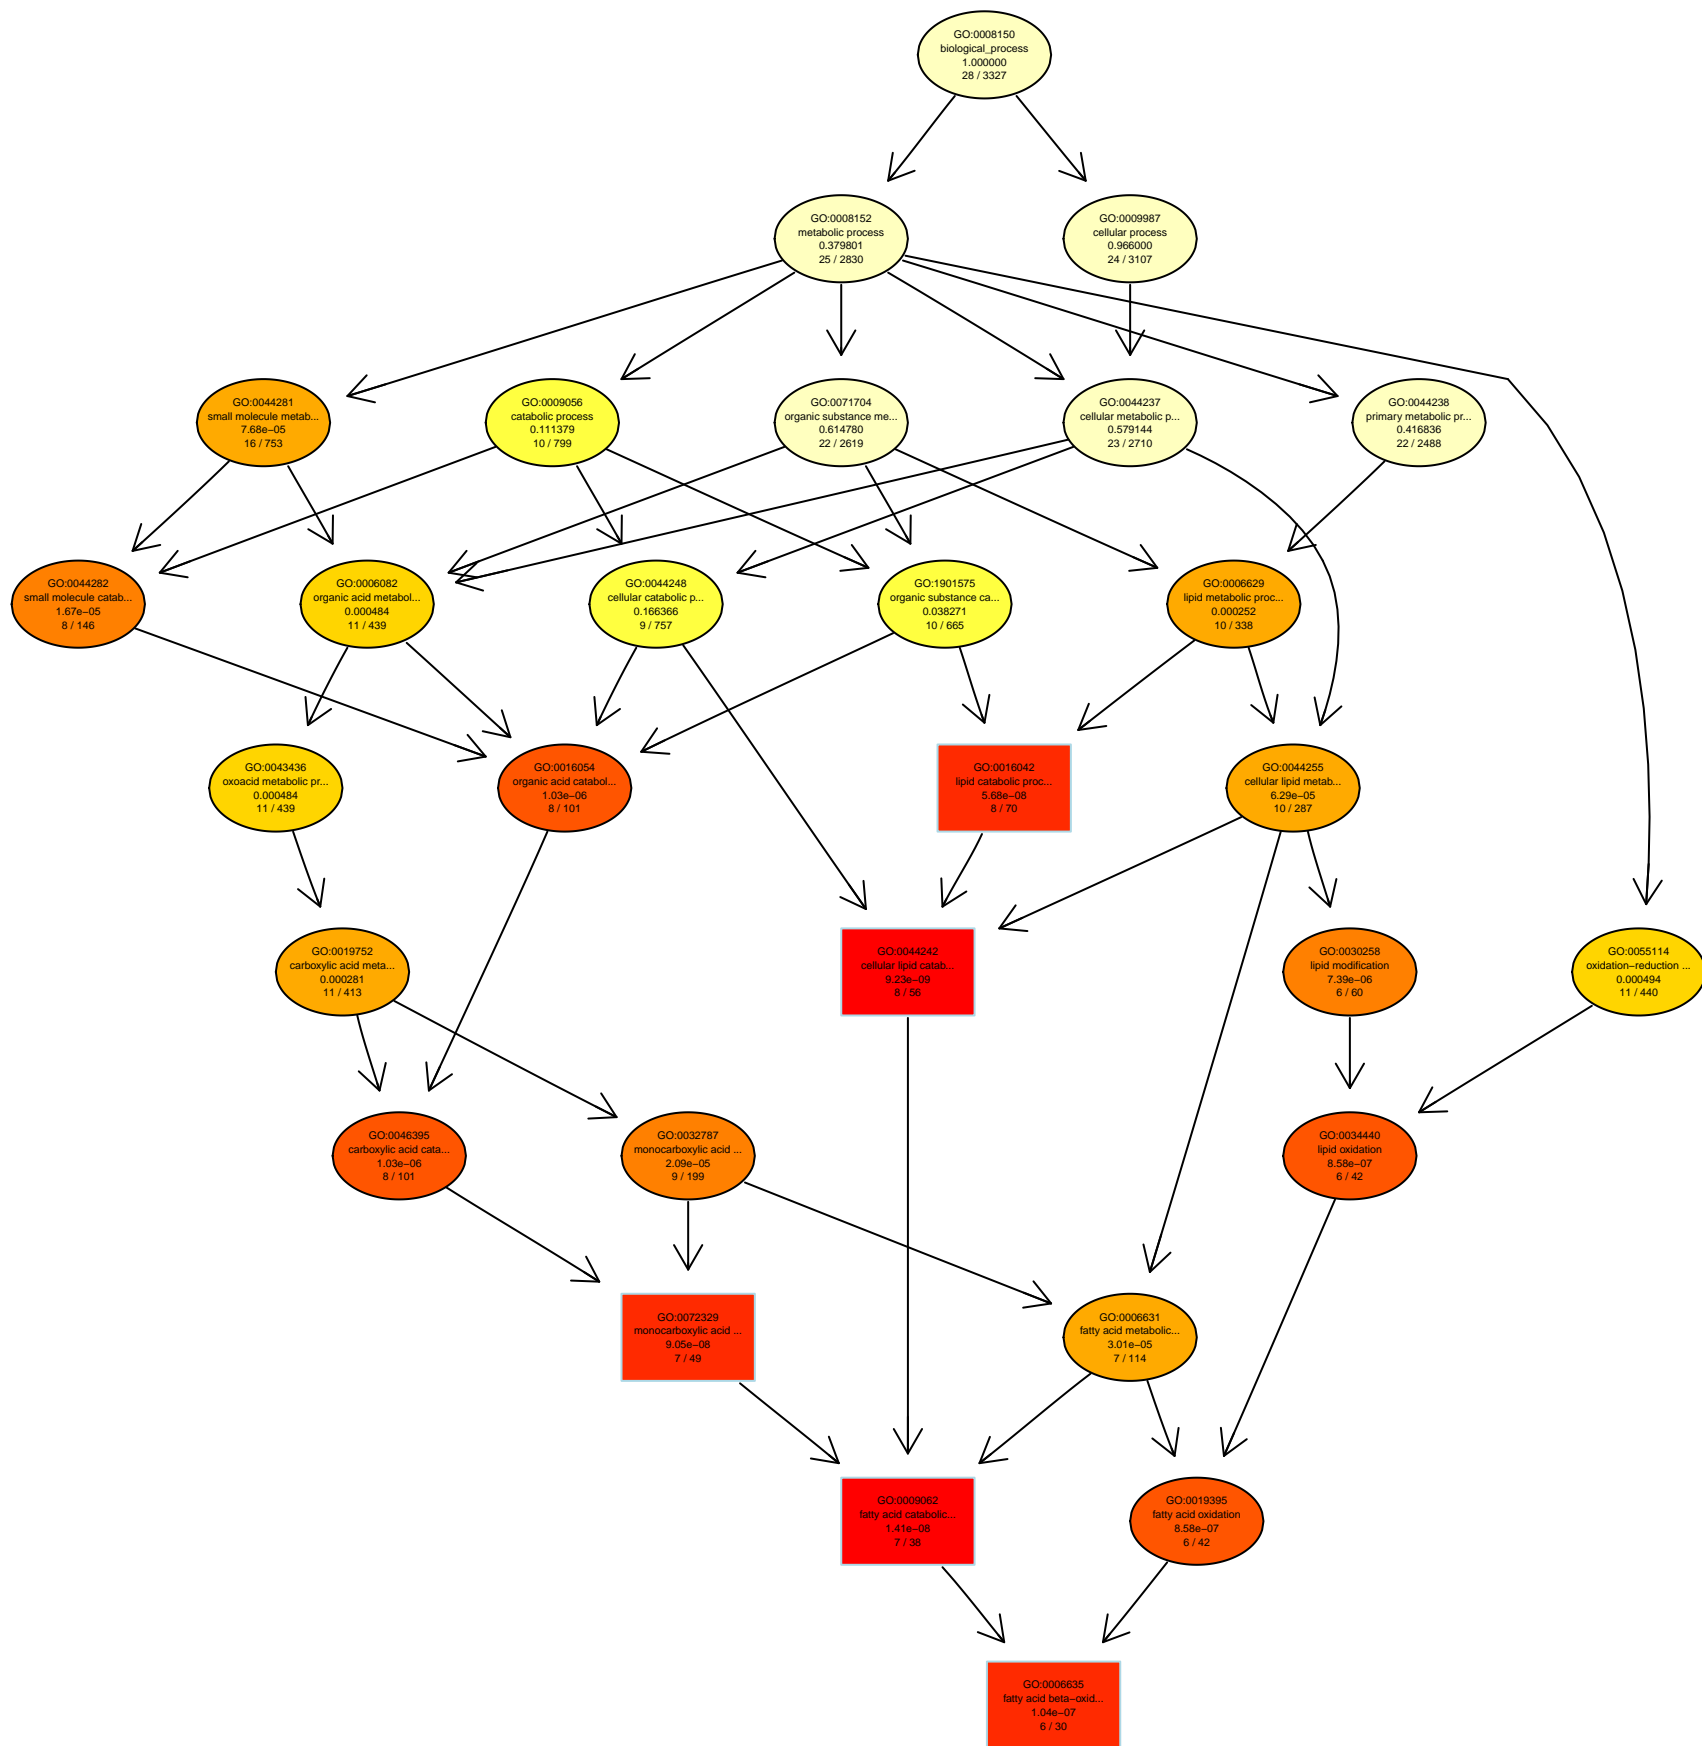 GO:0008150
biological_process
1.000000
28 / 3327
GO:0008152
metabolic process
0.379801
25 / 2830
GO:0009987
cellular process
0.966000
24 / 3107
GO:0044281
small molecule metab...
7.68e−05
16 / 753
GO:0009056
catabolic process
0.111379
10 / 799
GO:0071704
organic substance me...
0.614780
22 / 2619
GO:0044237
cellular metabolic p...
0.579144
23 / 2710
GO:0044238
primary metabolic pr...
0.416836
22 / 2488
GO:0044282
small molecule catab...
1.67e−05
8 / 146
GO:0006082
organic acid metabol...
0.000484
11 / 439
GO:0044248
cellular catabolic p...
0.166366
9 / 757
GO:1901575
organic substance ca...
0.038271
10 / 665
GO:0006629
lipid metabolic proc...
0.000252
10 / 338
GO:0043436
oxoacid metabolic pr...
0.000484
11 / 439
GO:0016054
organic acid catabol...
1.03e−06
8 / 101
GO:0016042
lipid catabolic proc...
5.68e−08
8 / 70
GO:0044255
cellular lipid metab...
6.29e−05
10 / 287
GO:0019752
carboxylic acid meta...
0.000281
11 / 413
GO:0044242
cellular lipid catab...
9.23e−09
8 / 56
GO:0030258
lipid modification
7.39e−06
6 / 60
GO:0055114
oxidation−reduction ...
0.000494
11 / 440
GO:0046395
carboxylic acid cata...
1.03e−06
8 / 101
GO:0032787
monocarboxylic acid ...
2.09e−05
9 / 199
GO:0034440
lipid oxidation
8.58e−07
6 / 42
GO:0072329
monocarboxylic acid ...
9.05e−08
7 / 49
GO:0006631
fatty acid metabolic...
3.01e−05
7 / 114
GO:0009062
fatty acid catabolic...
1.41e−08
7 / 38
GO:0019395
fatty acid oxidation
8.58e−07
6 / 42
GO:0006635
fatty acid beta−oxid...
1.04e−07
6 / 30